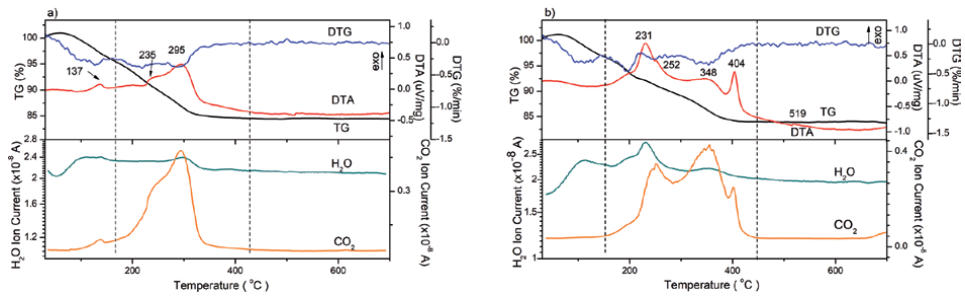 a)
TG (%)
100
95
90
85
137
235
295
DTG
DTA
TG
exo
DTA (uV/mg)
1.0
0.5
0.0
-0.5
DTG (%/min)
0.0
-0.5
-1.0
-1.5
H₂O Ion Current (x10⁻⁸ A)
2.8
2.4
2.1
1.6
1.2
H₂O
CO₂
CO₂ Ion Current (x10⁻⁸ A)
0.3
200
400
600
Temperature ( °C)
b)
TG (%)
100
95
90
85
231
252
348
404
519
DTG
TG
DTA
exo
DTA (uV/mg)
1.0
0.5
0.0
-0.5
-1.0
DTG (%/min)
0.0
-0.5
-1.0
-1.5
H₂O Ion Current (x10⁻⁸ A)
2.5
2
1.5
1
H₂O
CO₂
CO₂ Ion Current (x10⁻⁸ A)
0.4
0.3
0.0
200
400
600
Temperature ( °C)